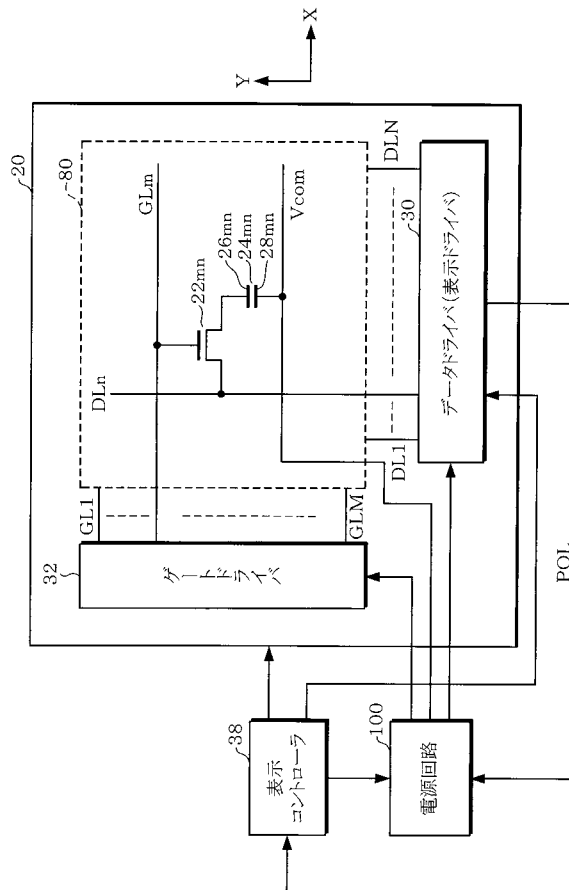 X
Y
20
80
GLm
Vcom
DLN
26mn
24mn
28mn
22mn
DLn
30
データドライバ(表示ドライバ)
DL1
GL1
GLM
32
ゲートドライバ
POL
38
表示
コントローラ
100
電源回路